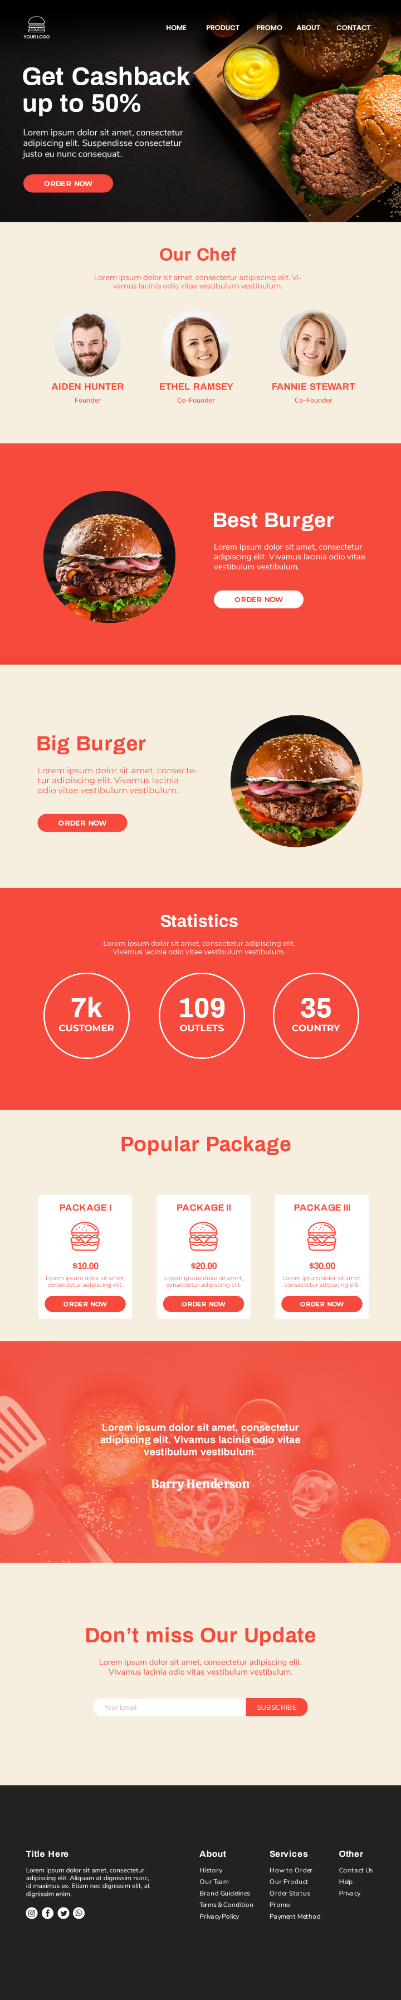 YOUR LOGO
HOME PRODUCT PROMO ABOUT CONTACT
Get Cashback
up to 50%
Lorem ipsum dolor sit amet, consectetur
adipiscing elit. Suspendisse consectetur
justo eu nunc consequat.
ORDER NOW
Our Chef
Lorem ipsum dolor sit amet, consectetur adipiscing elit. Vi-
vamus lacinia odio vitae vestibulum vestibulum.
AIDEN HUNTER
Founder
ETHEL RAMSEY
Co-Founder
FANNIE STEWART
Co-Founder
Best Burger
Lorem ipsum dolor sit amet, consectetur
adipiscing elit. Vivamus lacinia odio vitae
vestibulum vestibulum.
ORDER NOW
Big Burger
Lorem ipsum dolor sit amet, consecte-
tur adipiscing elit. Vivamus lacinia
odio vitae vestibulum vestibulum.
ORDER NOW
Statistics
Lorem ipsum dolor sit amet, consectetur adipiscing elit.
Vivamus lacinia odio vitae vestibulum vestibulum.
7k
CUSTOMER
109
OUTLETS
35
COUNTRY
Popular Package
PACKAGE I
$10.00
Lorem ipsum dolor sit amet,
consectetur adipiscing elit.
ORDER NOW
PACKAGE II
$20.00
Lorem ipsum dolor sit amet,
consectetur adipiscing elit.
ORDER NOW
PACKAGE III
$30.00
Lorem ipsum dolor sit amet,
consectetur adipiscing elit.
ORDER NOW
Lorem ipsum dolor sit amet, consectetur
adipiscing elit. Vivamus lacinia odio vitae
vestibulum vestibulum.
Barry Henderson
Don't miss Our Update
Lorem ipsum dolor sit amet, consectetur adipiscing elit.
Vivamus lacinia odio vitae vestibulum vestibulum.
Your Email
SUBSCRIBE
Title Here
Lorem ipsum dolor sit amet, consectetur
adipiscing elit. Aliquam at dignissim nunc,
id maximus ex. Etiam nec dignissim elit, at
dignissim enim.
About
History
Our Team
Brand Guidelines
Terms & Condition
Privacy Policy
Services
How to Order
Our Product
Order Status
Promo
Payment Method
Other
Contact Us
Help
Privacy